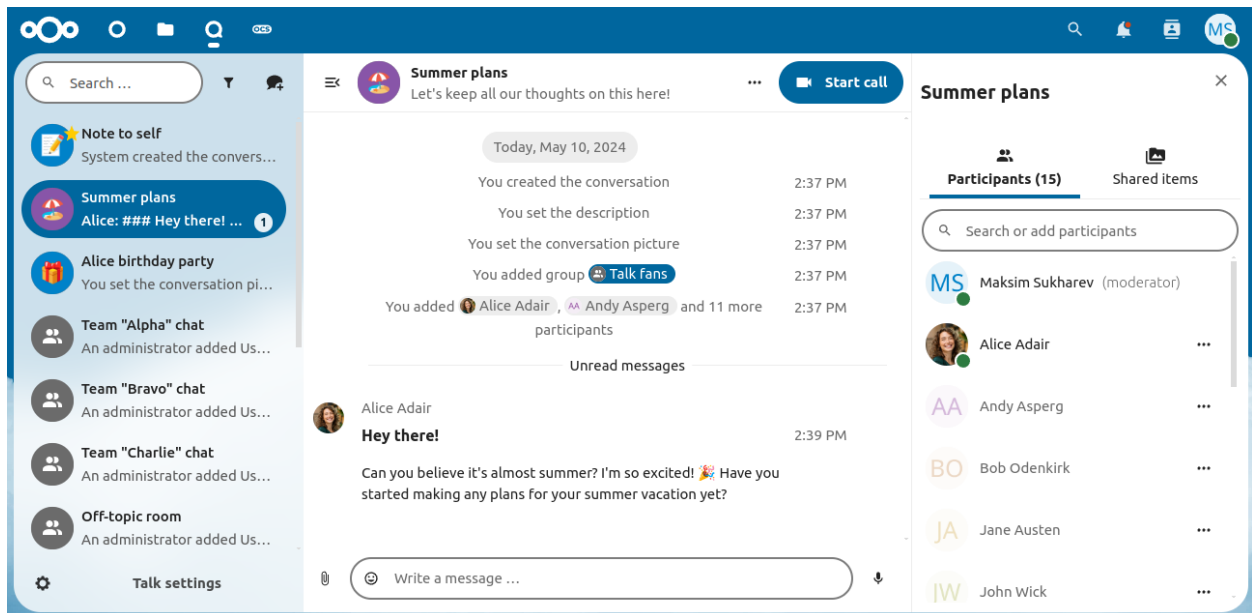 OCS
MS
Search …
Note to self
System created the convers…
Summer plans
Alice: ### Hey there! …
1
Alice birthday party
You set the conversation pi…
Team "Alpha" chat
An administrator added Us…
Team "Bravo" chat
An administrator added Us…
Team "Charlie" chat
An administrator added Us…
Off-topic room
An administrator added Us…
Talk settings
Summer plans
Let's keep all our thoughts on this here!
Start call
Today, May 10, 2024
You created the conversation 2:37 PM
You set the description 2:37 PM
You set the conversation picture 2:37 PM
You added group Talk fans 2:37 PM
You added Alice Adair , AA Andy Asperg and 11 more 2:37 PM
participants
Unread messages
Alice Adair
Hey there! 2:39 PM
Can you believe it's almost summer? I'm so excited! 🎉 Have you
started making any plans for your summer vacation yet?
Write a message …
Summer plans
Participants (15)
Shared items
Search or add participants
MS Maksim Sukharev (moderator)
Alice Adair
AA Andy Asperg
BO Bob Odenkirk
JA Jane Austen
JW John Wick